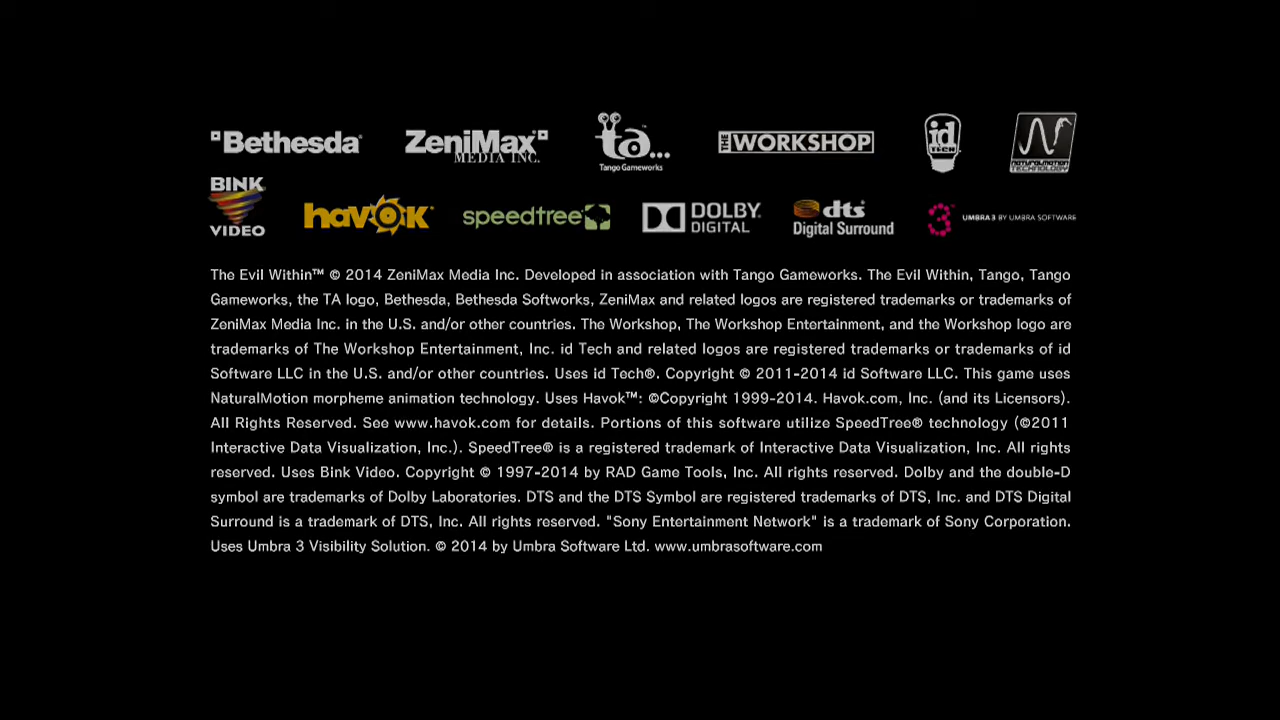 Bethesda®
ZeniMax®
MEDIA INC.
ta...™
Tango Gameworks
THE WORKSHOP
id
TECH
NATURALMOTION
TECHNOLOGY
BINK
VIDEO
havok®
speedtree®
DOLBY®
DIGITAL
dts
Digital Surround
3™ UMBRA 3 BY UMBRA SOFTWARE
The Evil Within™ © 2014 ZeniMax Media Inc. Developed in association with Tango Gameworks. The Evil Within, Tango, Tango
Gameworks, the TA logo, Bethesda, Bethesda Softworks, ZeniMax and related logos are registered trademarks or trademarks of
ZeniMax Media Inc. in the U.S. and/or other countries. The Workshop, The Workshop Entertainment, and the Workshop logo are
trademarks of The Workshop Entertainment, Inc. id Tech and related logos are registered trademarks or trademarks of id
Software LLC in the U.S. and/or other countries. Uses id Tech®. Copyright © 2011-2014 id Software LLC. This game uses
NaturalMotion morpheme animation technology. Uses Havok™: ©Copyright 1999-2014. Havok.com, Inc. (and its Licensors).
All Rights Reserved. See www.havok.com for details. Portions of this software utilize SpeedTree® technology (©2011
Interactive Data Visualization, Inc.). SpeedTree® is a registered trademark of Interactive Data Visualization, Inc. All rights
reserved. Uses Bink Video. Copyright © 1997-2014 by RAD Game Tools, Inc. All rights reserved. Dolby and the double-D
symbol are trademarks of Dolby Laboratories. DTS and the DTS Symbol are registered trademarks of DTS, Inc. and DTS Digital
Surround is a trademark of DTS, Inc. All rights reserved. "Sony Entertainment Network" is a trademark of Sony Corporation.
Uses Umbra 3 Visibility Solution. © 2014 by Umbra Software Ltd. www.umbrasoftware.com